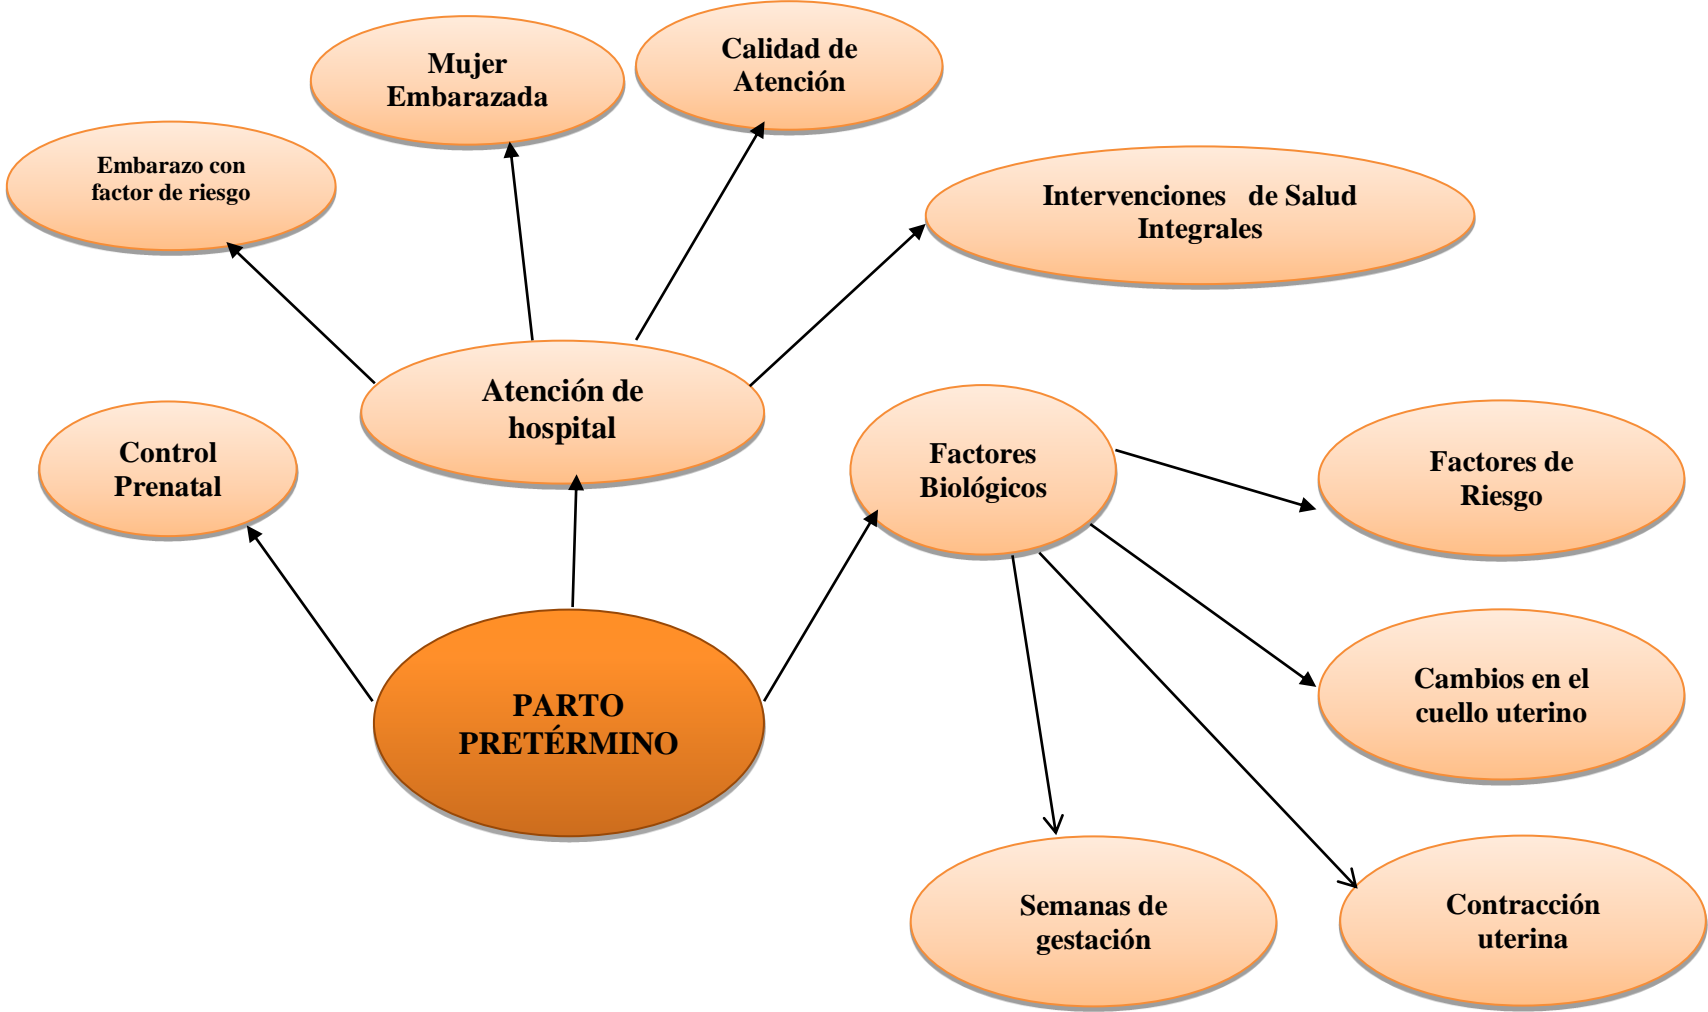 Calidad de
Atención
Mujer
Embarazada
Embarazo con
factor de riesgo
Intervenciones de Salud
Integrales
Atención de
hospital
Control
Prenatal
Factores
Biológicos
Factores de
Riesgo
PARTO
PRETÉRMINO
Cambios en el
cuello uterino
Semanas de
gestación
Contracción
uterina